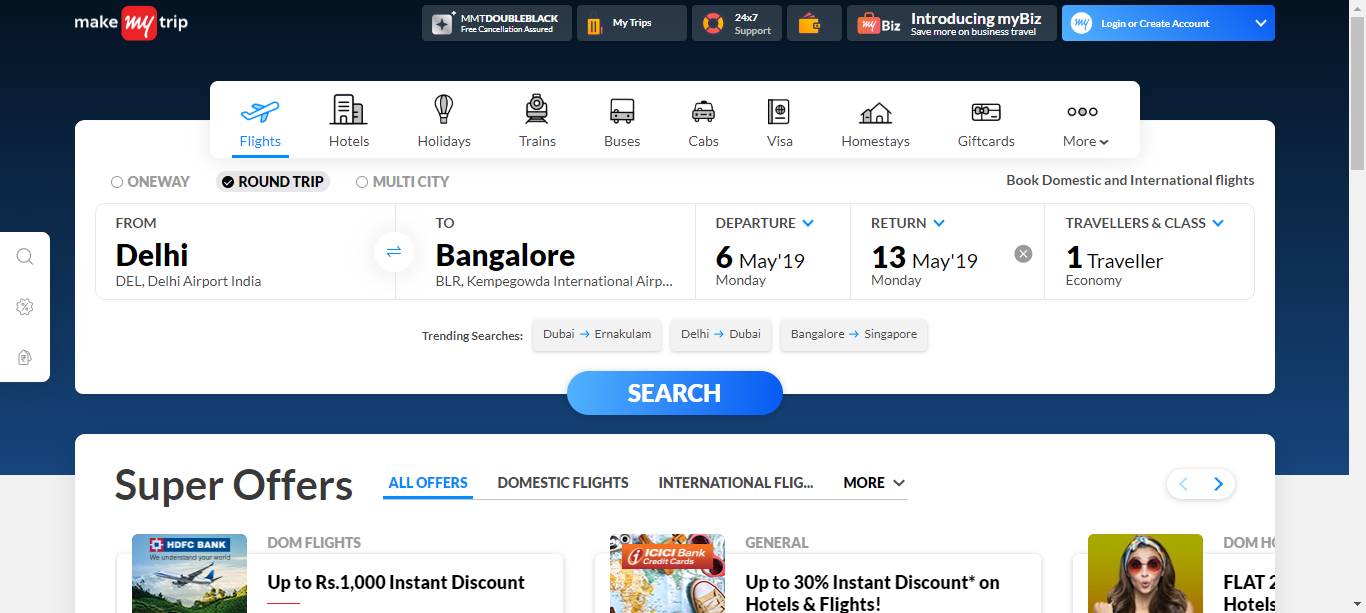 make my trip
MMTDOUBLEBLACK
Free Cancellation Assured
My Trips
24x7
Support
my Biz
Introducing myBiz
Save more on business travel
my
Login or Create Account
Flights
Hotels
Holidays
Trains
Buses
Cabs
Visa
Homestays
Giftcards
More
ONEWAY
ROUND TRIP
MULTI CITY
Book Domestic and International flights
FROM
Delhi
DEL, Delhi Airport India
TO
Bangalore
BLR, Kempegowda International Airp...
DEPARTURE
6 May'19
Monday
RETURN
13 May'19
Monday
TRAVELLERS & CLASS
1 Traveller
Economy
Trending Searches:
Dubai → Ernakulam
Delhi → Dubai
Bangalore → Singapore
SEARCH
Super Offers
ALL OFFERS
DOMESTIC FLIGHTS
INTERNATIONAL FLIG...
MORE
HDFC BANK
We understand your world
DOM FLIGHTS
Up to Rs.1,000 Instant Discount
ICICI Bank
Credit Cards
GENERAL
Up to 30% Instant Discount* on
Hotels & Flights!
DOM HO
FLAT 2
Hotels